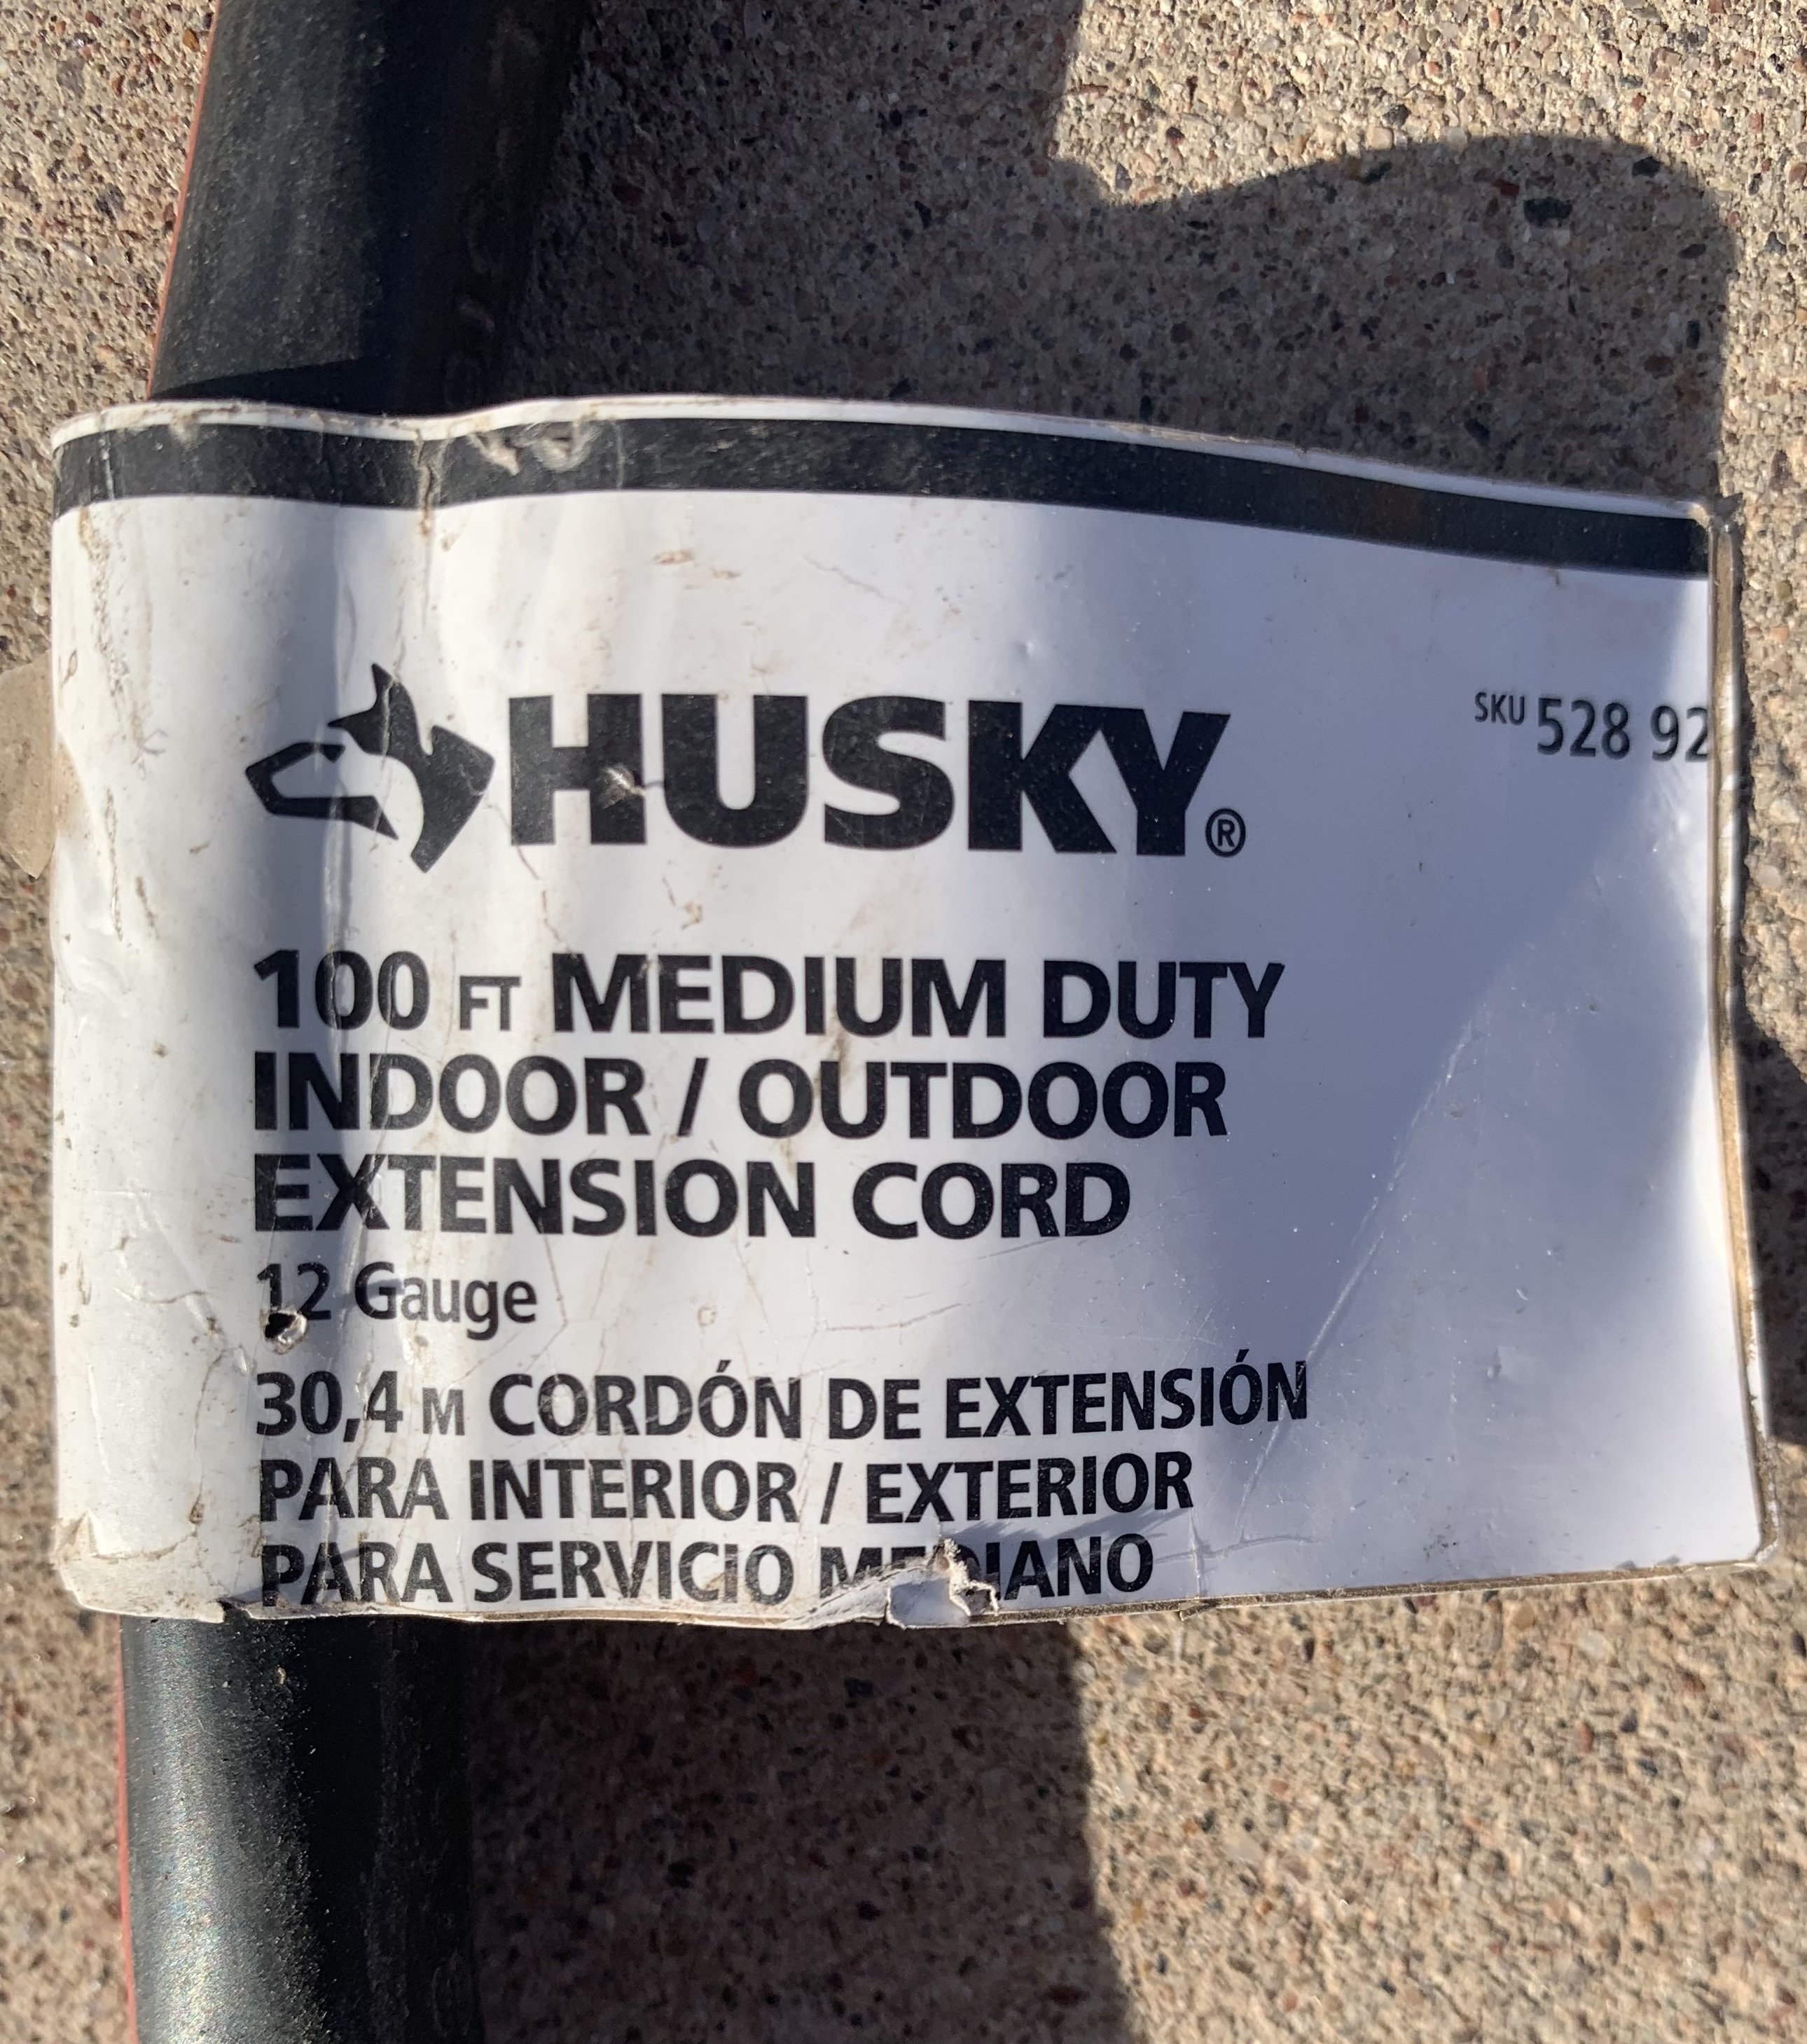 HUSKY®
SKU 528 92
100 FT MEDIUM DUTY
INDOOR / OUTDOOR
EXTENSION CORD
12 Gauge
30,4 M CORDÓN DE EXTENSIÓN
PARA INTERIOR / EXTERIOR
PARA SERVICIO MEDIANO